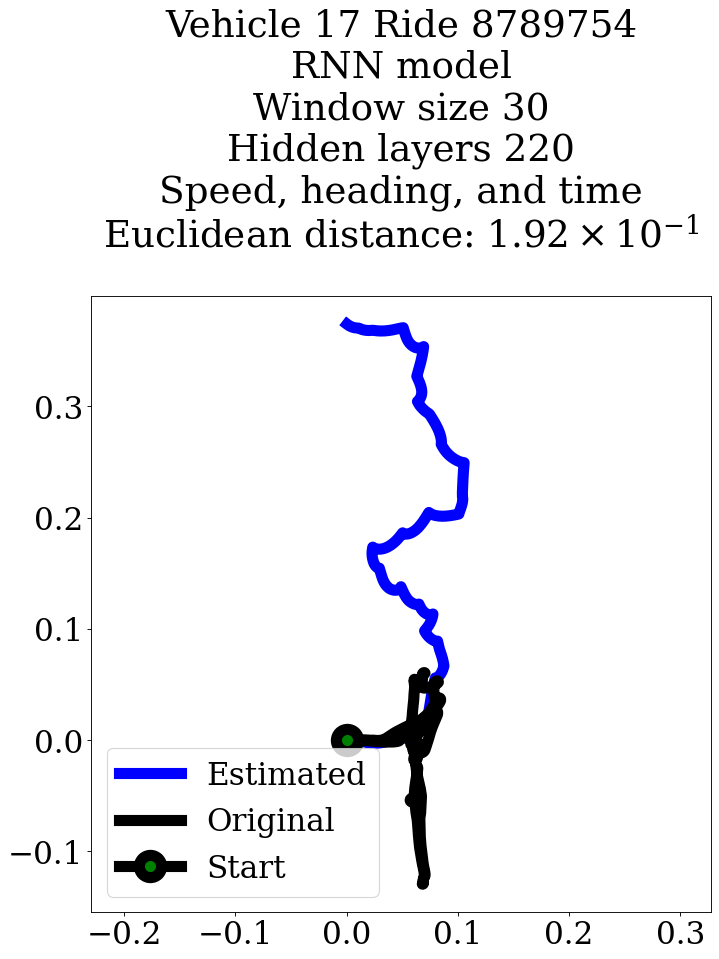 Vehicle 17 Ride 8789754
RNN model
Window size 30
Hidden layers 220
Speed, heading, and time
Euclidean distance: 1.92 × 10⁻¹
0.3
0.2
0.1
0.0
−0.1
Estimated
Original
Start
−0.2 −0.1 0.0 0.1 0.2 0.3